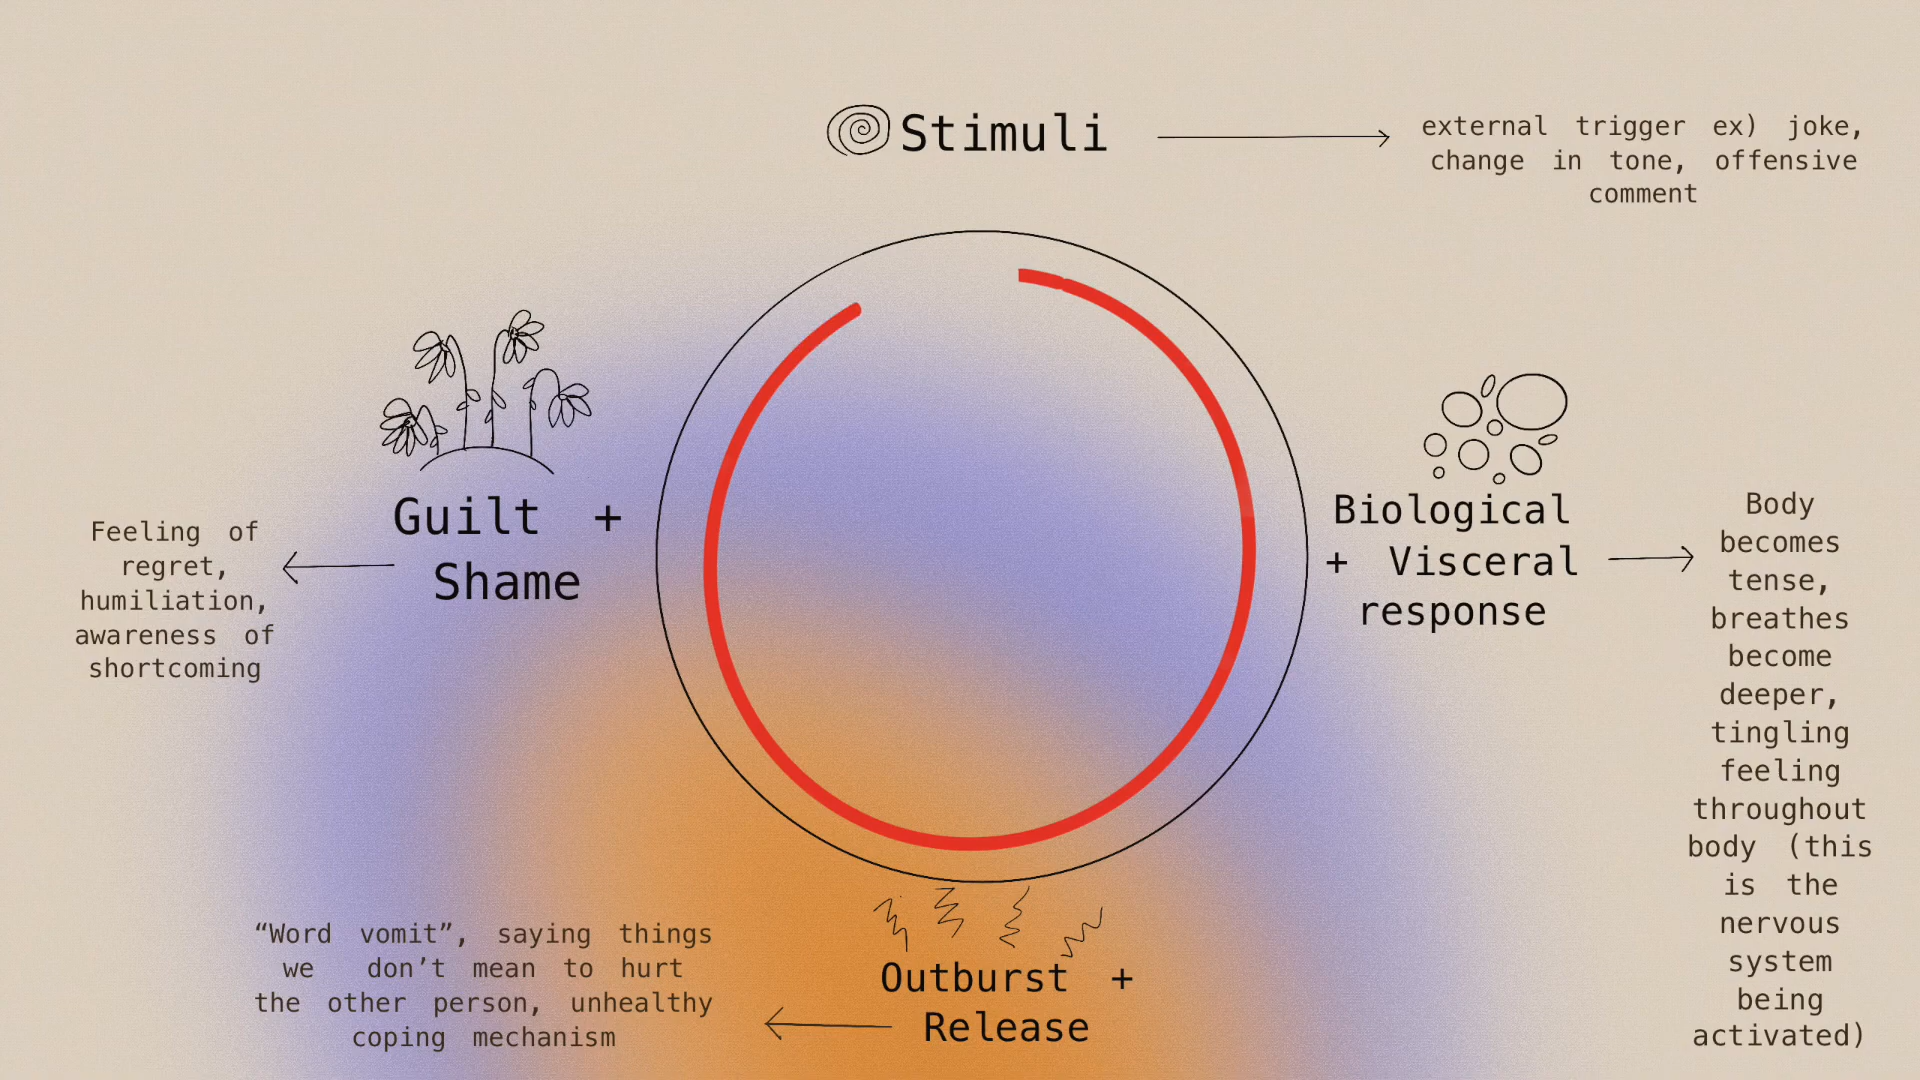 Stimuli
external trigger ex) joke,
change in tone, offensive
comment
Biological
+ Visceral
response
Body
becomes
tense,
breathes
become
deeper,
tingling
feeling
throughout
body (this
is the
nervous
system
being
activated)
Outburst +
Release
“Word vomit”, saying things
we don’t mean to hurt
the other person, unhealthy
coping mechanism
Guilt +
Shame
Feeling of
regret,
humiliation,
awareness of
shortcoming